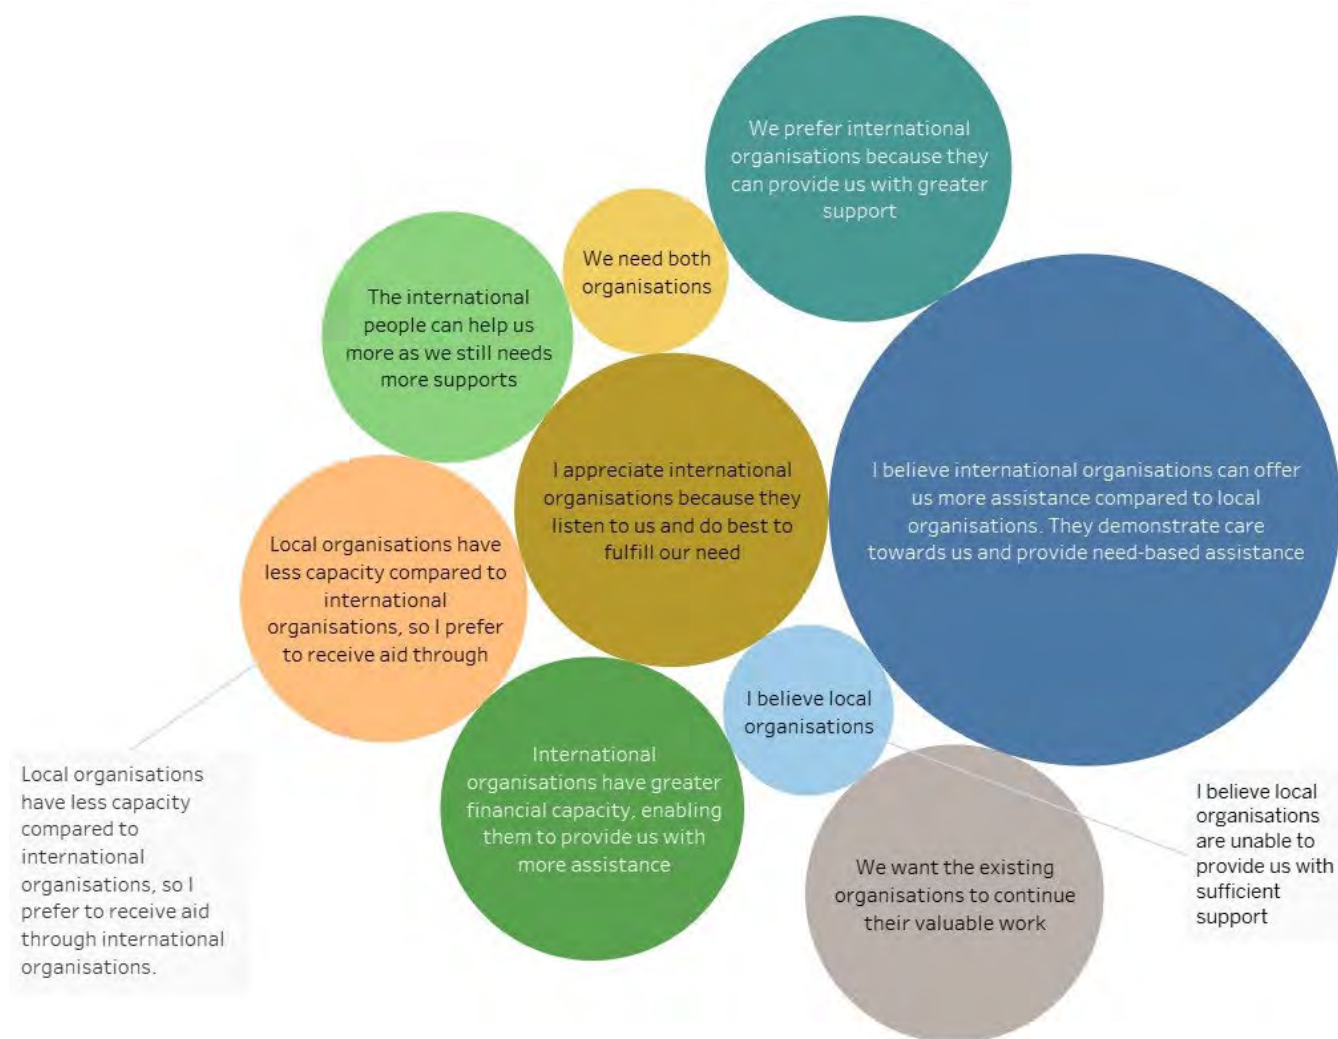 We prefer international
organisations because they
can provide us with greater
support
We need both
organisations
The international
people can help us
more as we still needs
more supports
I appreciate international
organisations because they
listen to us and do best to
fulfill our need
I believe international organisations can offer
us more assistance compared to local
organisations. They demonstrate care
towards us and provide need-based assistance
Local organisations have
less capacity compared to
international
organisations, so I prefer
to receive aid through
I believe local
organisations
International
organisations have greater
financial capacity, enabling
them to provide us with
more assistance
We want the existing
organisations to continue
their valuable work
Local organisations
have less capacity
compared to
international
organisations, so I
prefer to receive aid
through international
organisations.
I believe local
organisations
are unable to
provide us with
sufficient
support